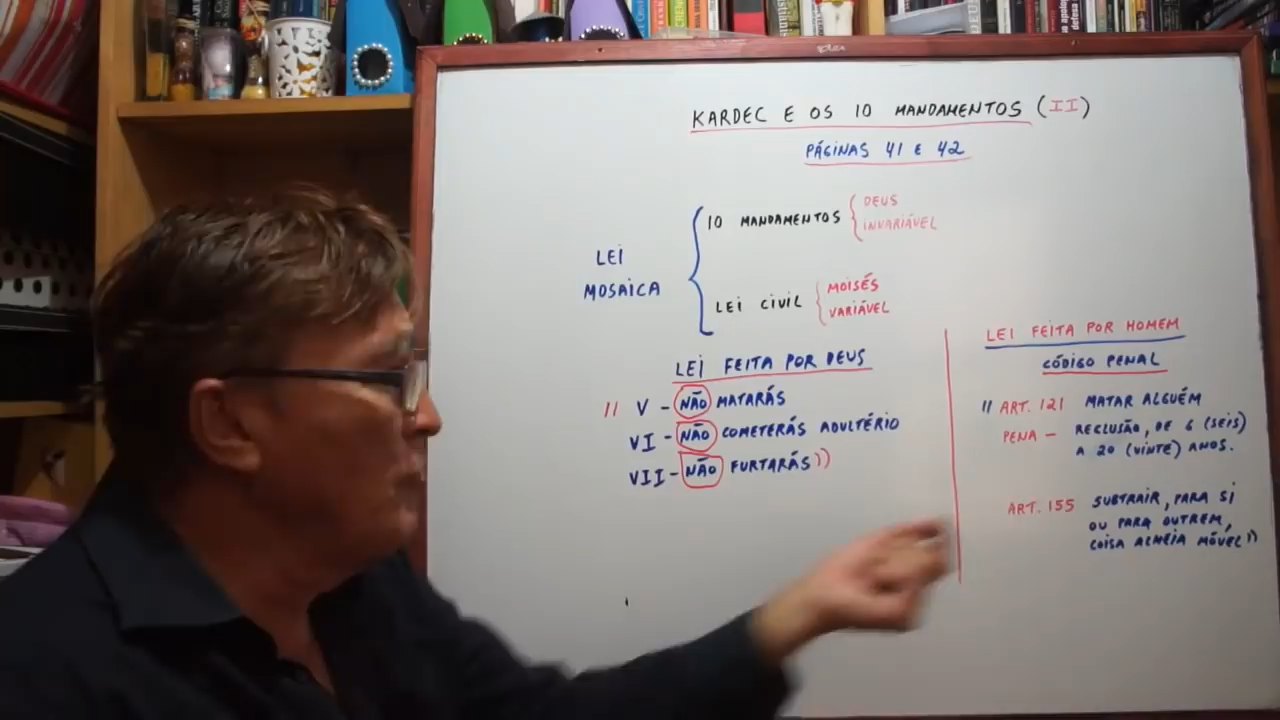 KARDEC E OS 10 MANDAMENTOS (II)
PÁGINAS 41 E 42
LEI
MOSAICA
10 MANDAMENTOS
DEUS
INVARIÁVEL
LEI CIVIL
MOISÉS
VARIÁVEL
LEI FEITA POR DEUS
" V - NÃO MATARÁS
VI - NÃO COMETERÁS ADULTÉRIO
VII - NÃO FURTARÁS"
LEI FEITA POR HOMEM
CÓDIGO PENAL
" ART. 121 MATAR ALGUÉM
PENA - RECLUSÃO, DE 6 (SEIS)
A 20 (VINTE) ANOS.
ART. 155 SUBTRAIR, PARA SI
OU PARA OUTREM,
COISA ALHEIA MÓVEL"